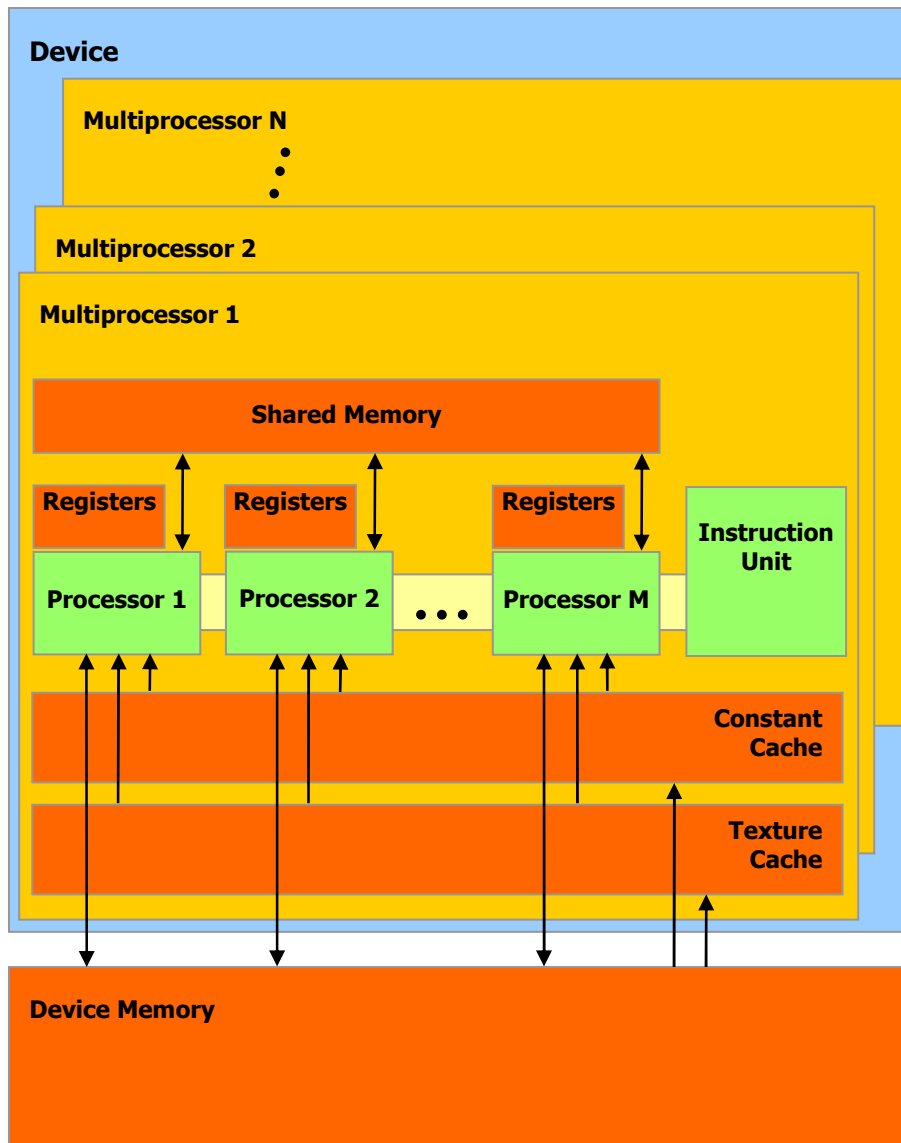 Device
Multiprocessor N
Multiprocessor 2
Multiprocessor 1
Shared Memory
Registers
Registers
Registers
Instruction
Unit
Processor 1
Processor 2
Processor M
Constant
Cache
Texture
Cache
Device Memory